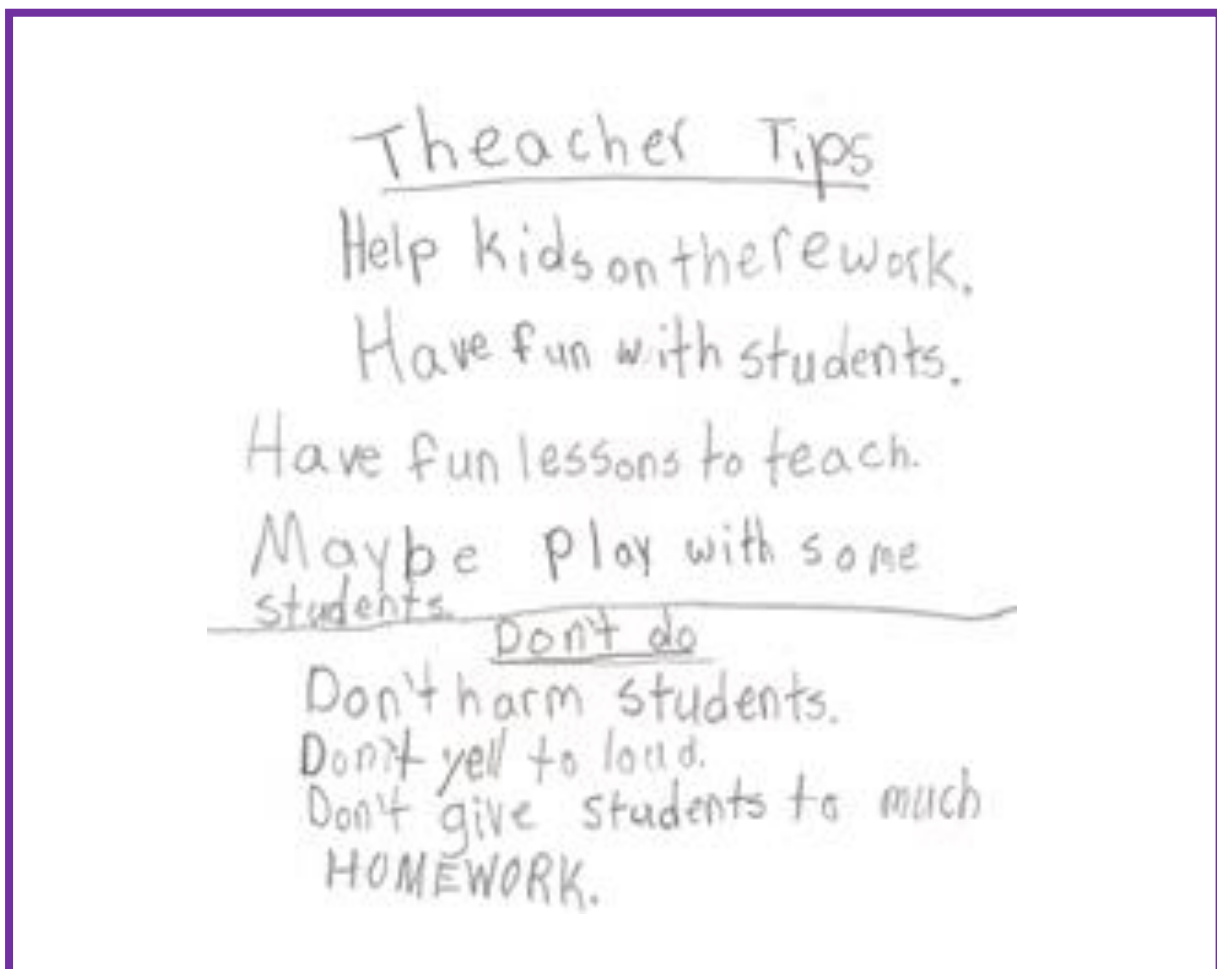 Theacher Tips
Help kids on there work.
Have fun with students.
Have fun lessons to teach.
Maybe play with some
students.
Don't do
Don't harm students.
Don't yell to loud.
Don't give students to much
HOMEWORK.